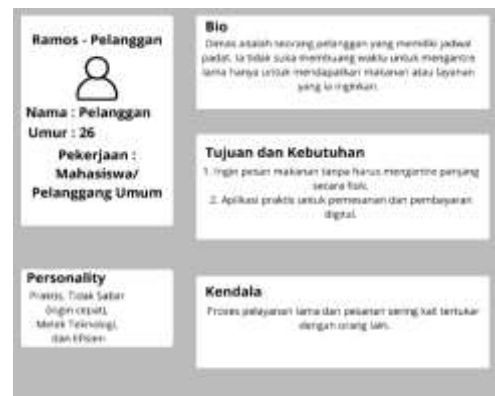 Ramos - Pelanggan
Nama : Pelanggan
Umur : 26
Pekerjaan :
Mahasiswa/
Pelanggang Umum
Bio
Dimas adalah seorang pelanggan yang memiliki jadwal
padat. Ia tidak suka membuang waktu untuk mengantre
lama hanya untuk mendapatkan makanan atau layanan
yang ia inginkan.
Tujuan dan Kebutuhan
1. Ingin pesan makanan tanpa harus mengantre panjang
secara fisik.
2. Aplikasi praktis untuk pemesanan dan pembayaran
digital.
Personality
Praktis, Tidak Sabar
(ingin cepat),
Melek Teknologi,
dan Efisien
Kendala
Proses pelayanan lama dan pesanan sering kali tertukar
dengan orang lain.